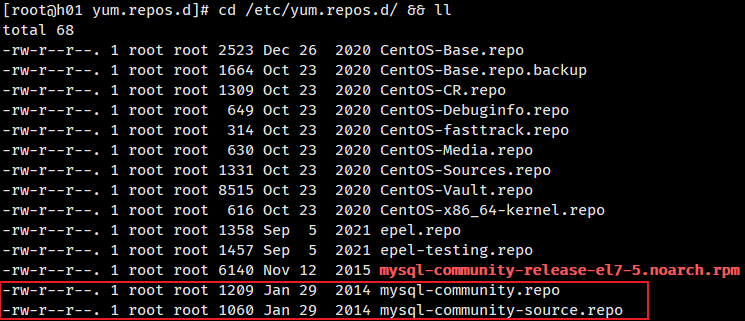 [root@h01 yum.repos.d]# cd /etc/yum.repos.d/ && ll
total 68
-rw-r--r--. 1 root root 2523 Dec 26  2020 CentOS-Base.repo
-rw-r--r--. 1 root root 1664 Oct 23  2020 CentOS-Base.repo.backup
-rw-r--r--. 1 root root 1309 Oct 23  2020 CentOS-CR.repo
-rw-r--r--. 1 root root  649 Oct 23  2020 CentOS-Debuginfo.repo
-rw-r--r--. 1 root root  314 Oct 23  2020 CentOS-fasttrack.repo
-rw-r--r--. 1 root root  630 Oct 23  2020 CentOS-Media.repo
-rw-r--r--. 1 root root 1331 Oct 23  2020 CentOS-Sources.repo
-rw-r--r--. 1 root root 8515 Oct 23  2020 CentOS-Vault.repo
-rw-r--r--. 1 root root  616 Oct 23  2020 CentOS-x86_64-kernel.repo
-rw-r--r--. 1 root root 1358 Sep  5  2021 epel.repo
-rw-r--r--. 1 root root 1457 Sep  5  2021 epel-testing.repo
-rw-r--r--. 1 root root 6140 Nov 12  2015 mysql-community-release-el7-5.noarch.rpm
-rw-r--r--. 1 root root 1209 Jan 29  2014 mysql-community.repo
-rw-r--r--. 1 root root 1060 Jan 29  2014 mysql-community-source.repo